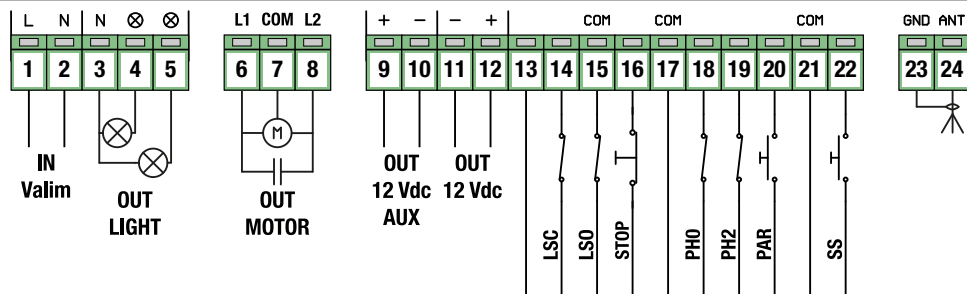 L N N ⊗ ⊗ L1 COM L2 + − − + COM COM COM GND ANT
1 2 3 4 5 6 7 8 9 10 11 12 13 14 15 16 17 18 19 20 21 22 23 24
M
IN
Valim
OUT
LIGHT
OUT
MOTOR
OUT
12 Vdc
AUX
OUT
12 Vdc
LSC
LSO
STOP
PH0
PH2
PAR
SS